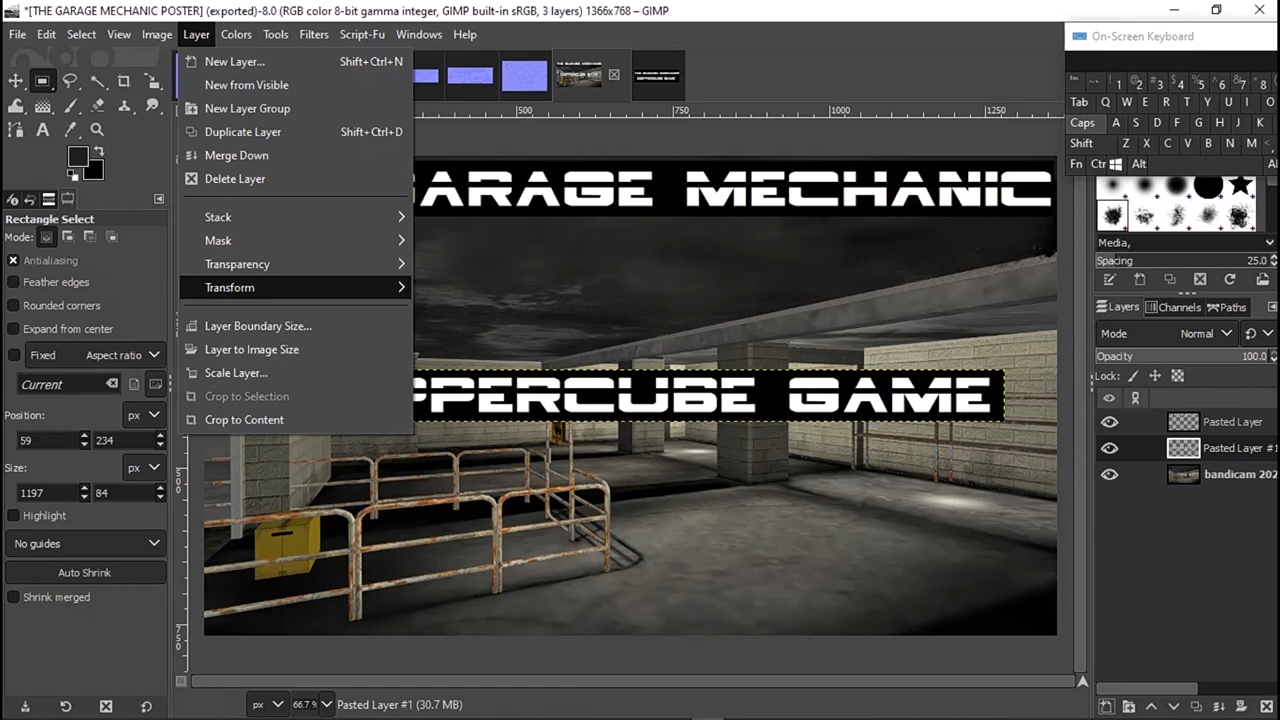 *[THE GARAGE MECHANIC POSTER] (exported)-8.0 (RGB color 8-bit gamma integer, GIMP built-in sRGB, 3 layers) 1366x768 – GIMP
File Edit Select View Image Layer Colors Tools Filters Script-Fu Windows Help
On-Screen Keyboard
New Layer... Shift+Ctrl+N
New from Visible
New Layer Group
Duplicate Layer Shift+Ctrl+D
Merge Down
Delete Layer
Stack
Mask
Transparency
Transform
Layer Boundary Size...
Layer to Image Size
Scale Layer...
Crop to Selection
Crop to Content
500 750 1000 1250
Tab Q W E R T Y U I O
Caps A S D F G H J K
Shift Z X C V B N M
Fn Ctr Alt
Rectangle Select
Mode:
Antialiasing
Feather edges
Rounded corners
Expand from center
Fixed Aspect ratio
Current
Position: px
59 234
Size: px
1197 84
Highlight
No guides
Auto Shrink
Shrink merged
GARAGE MECHANIC
PPERCUBE GAME
Media,
Spacing 25.0
Layers Channels Paths
Mode Normal
Opacity 100.0
Lock:
Pasted Layer
Pasted Layer #1
bandicam 202
px 66.7 Pasted Layer #1 (30.7 MB)